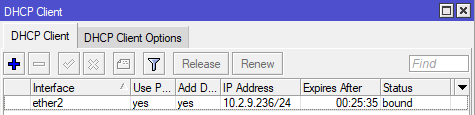 DHCP Client
DHCP Client DHCP Client Options
Release Renew Find
Interface Use P... Add D... IP Address Expires After Status
ether2 yes yes 10.2.9.236/24 00:25:35 bound